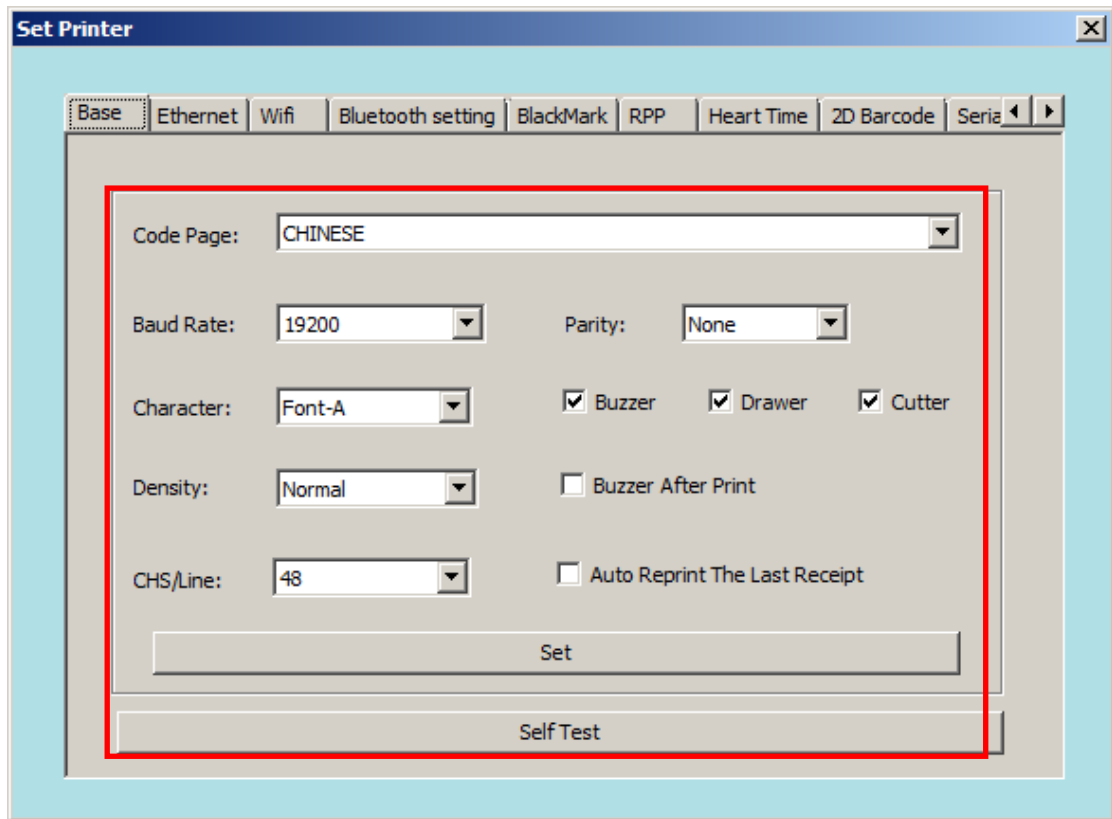 Set Printer
Base Ethernet Wifi Bluetooth setting BlackMark RPP Heart Time 2D Barcode Seria
Code Page: CHINESE
Baud Rate: 19200 Parity: None
Character: Font-A Buzzer Drawer Cutter
Density: Normal Buzzer After Print
CHS/Line: 48 Auto Reprint The Last Receipt
Set
Self Test